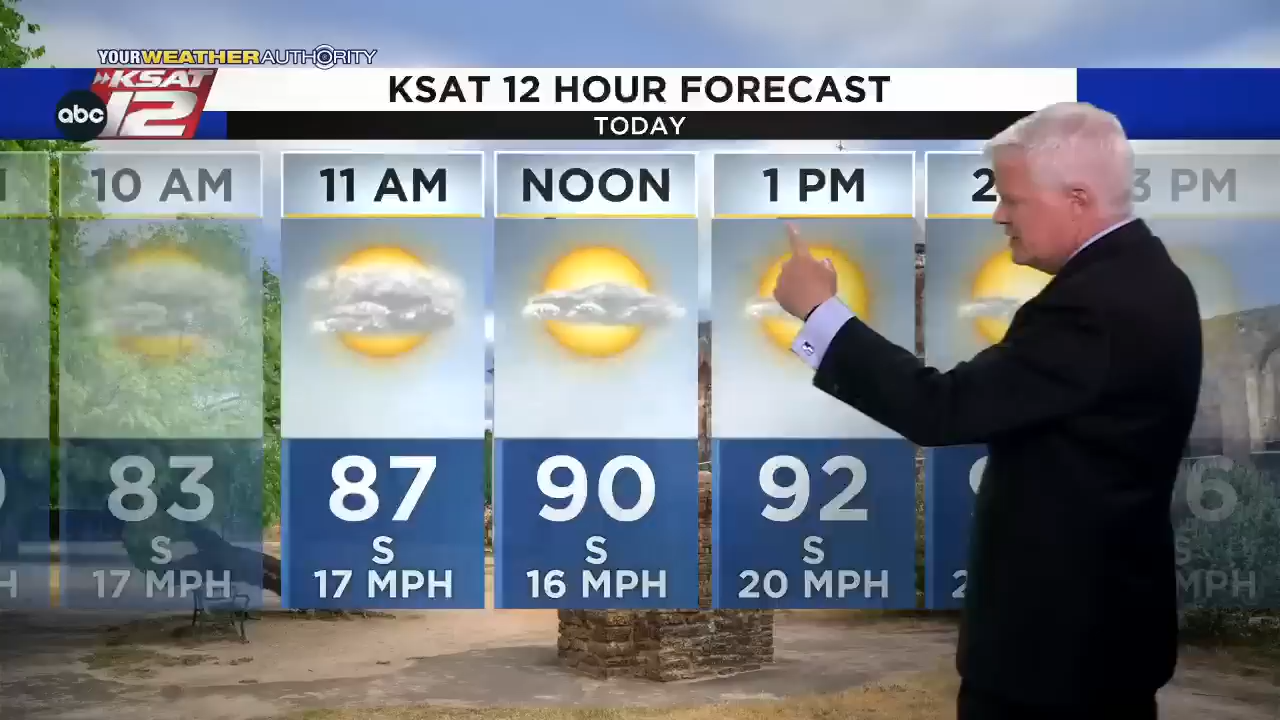 YOURWEATHERAUTHORITY
KSAT
abc 12
KSAT 12 HOUR FORECAST
TODAY
10 AM 11 AM NOON 1 PM 3 PM
83 87 90 92
S S S S S
17 MPH 17 MPH 16 MPH 20 MPH MPH